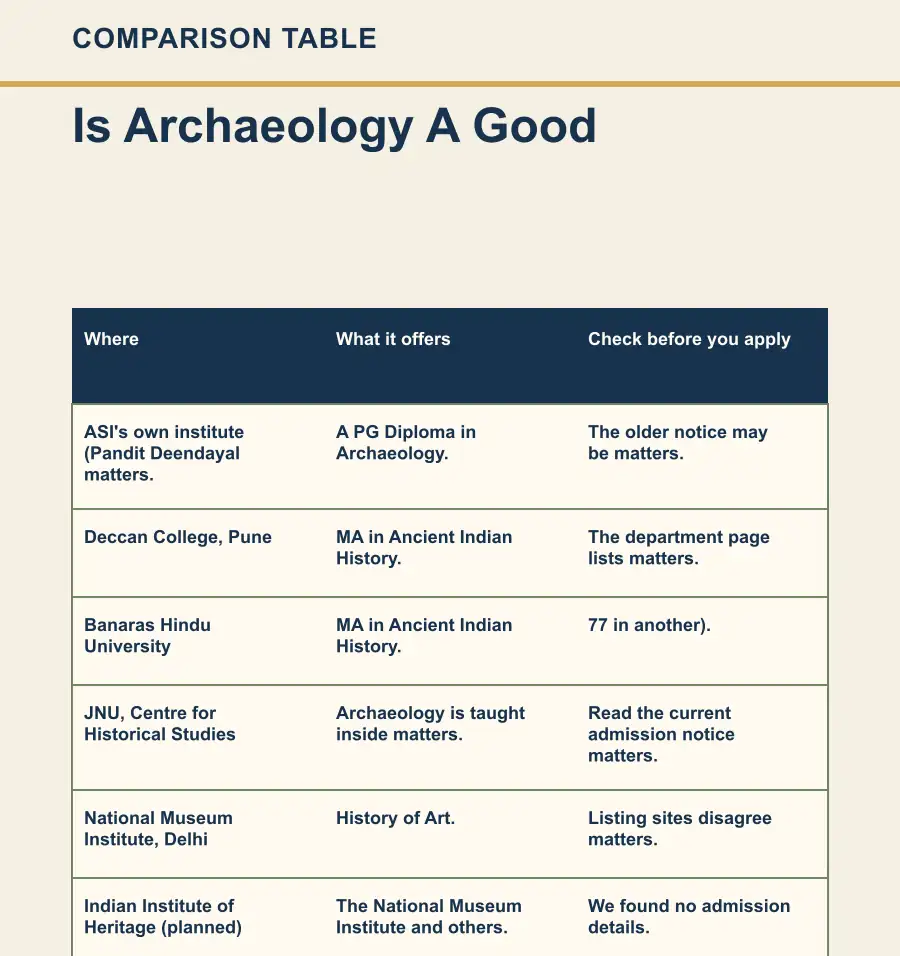 COMPARISON TABLE
Is Archaeology A Good
Where
What it offers
Check before you apply
ASI's own institute
(Pandit Deendayal
matters.
A PG Diploma in
Archaeology.
The older notice may
be matters.
Deccan College, Pune
MA in Ancient Indian
History.
The department page
lists matters.
Banaras Hindu
University
MA in Ancient Indian
History.
77 in another).
JNU, Centre for
Historical Studies
Archaeology is taught
inside matters.
Read the current
admission notice
matters.
National Museum
Institute, Delhi
History of Art.
Listing sites disagree
matters.
Indian Institute of
Heritage (planned)
The National Museum
Institute and others.
We found no admission
details.